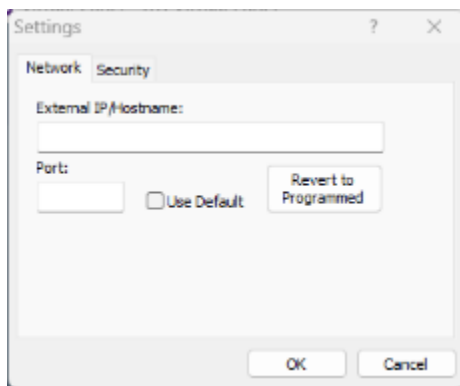 Settings
Network Security
External IP/Hostname:
Port:
Use Default
Revert to
Programmed
OK Cancel